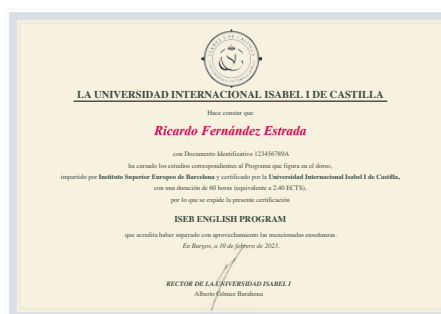 LA UNIVERSIDAD INTERNACIONAL ISABEL I DE CASTILLA
Hace constar que
Ricardo Fernández Estrada
con Documento Identificativo 123456789A
ha cursado los estudios correspondientes al Programa que figura en el dorso,
impartido por Instituto Superior Europeo de Barcelona y certificado por la Universidad Internacional Isabel I de Castilla,
con una duración de 60 horas (equivalente a 2.40 ECTS),
por lo que se expide la presente certificación
ISEB ENGLISH PROGRAM
que acredita haber superado con aprovechamiento las mencionadas enseñanzas.
En Burgos, a 10 de febrero de 2023.
RECTOR DE LA UNIVERSIDAD ISABEL I
Alberto Gómez Barahona